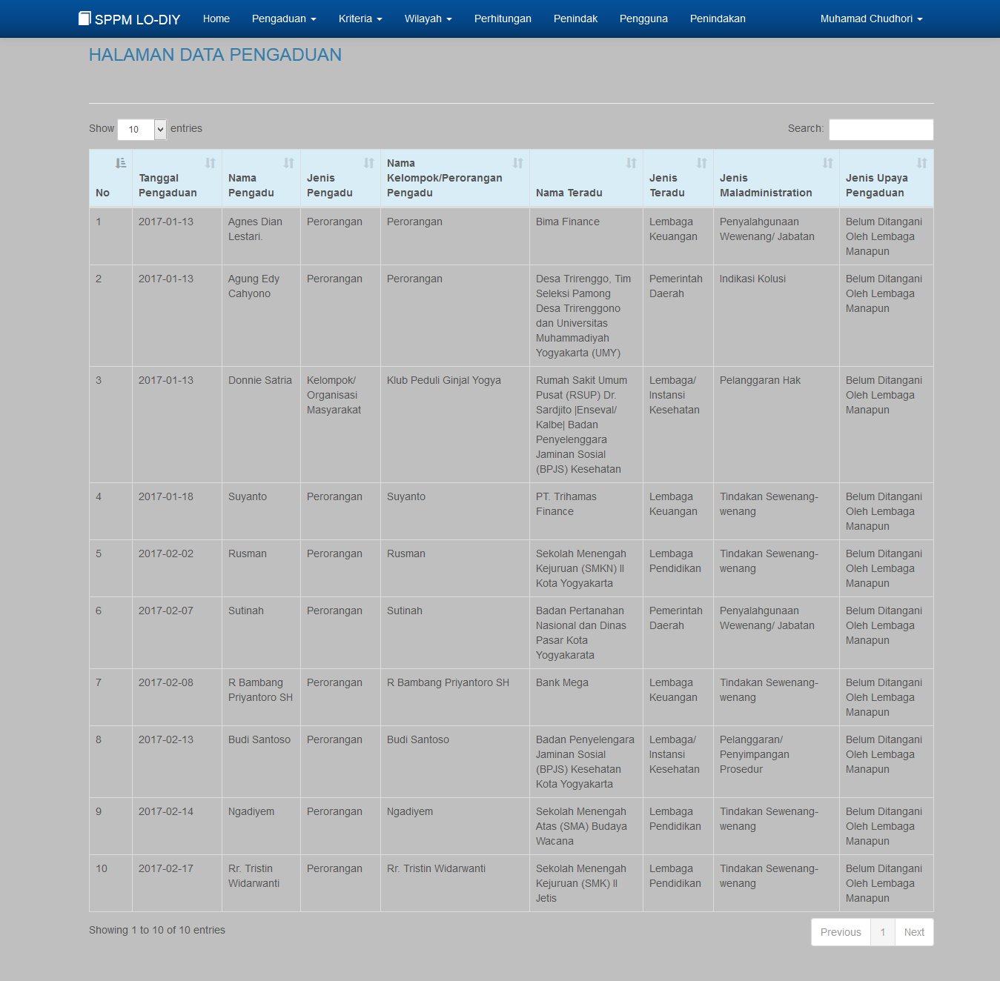 SPPM LO-DIY Home Pengaduan Kriteria Wilayah Perhitungan Penindak Pengguna Penindakan Muhamad Chudhori
HALAMAN DATA PENGADUAN
Show 10 entries Search:
No
Tanggal
Pengaduan
Nama
Pengadu
Jenis
Pengadu
Nama
Kelompok/Perorangan
Pengadu
Nama Teradu
Jenis
Teradu
Jenis
Maladministration
Jenis Upaya
Pengaduan
1
2017-01-13
Agnes Dian
Lestari.
Perorangan
Perorangan
Bima Finance
Lembaga
Keuangan
Penyalahgunaan
Wewenang/ Jabatan
Belum Ditangani
Oleh Lembaga
Manapun
2
2017-01-13
Agung Edy
Cahyono
Perorangan
Perorangan
Desa Trirenggo, Tim
Seleksi Pamong
Desa Trirenggono
dan Universitas
Muhammadiyah
Yogyakarta (UMY)
Pemerintah
Daerah
Indikasi Kolusi
Belum Ditangani
Oleh Lembaga
Manapun
3
2017-01-13
Donnie Satria
Kelompok/
Organisasi
Masyarakat
Klub Peduli Ginjal Yogya
Rumah Sakit Umum
Pusat (RSUP) Dr.
Sardjito |Enseval/
Kalbe| Badan
Penyelenggara
Jaminan Sosial
(BPJS) Kesehatan
Lembaga/
Instansi
Kesehatan
Pelanggaran Hak
Belum Ditangani
Oleh Lembaga
Manapun
4
2017-01-18
Suyanto
Perorangan
Suyanto
PT. Trihamas
Finance
Lembaga
Keuangan
Tindakan Sewenang-
wenang
Belum Ditangani
Oleh Lembaga
Manapun
5
2017-02-02
Rusman
Perorangan
Rusman
Sekolah Menengah
Kejuruan (SMKN) II
Kota Yogyakarta
Lembaga
Pendidikan
Tindakan Sewenang-
wenang
Belum Ditangani
Oleh Lembaga
Manapun
6
2017-02-07
Sutinah
Perorangan
Sutinah
Badan Pertanahan
Nasional dan Dinas
Pasar Kota
Yogyakarata
Pemerintah
Daerah
Penyalahgunaan
Wewenang/ Jabatan
Belum Ditangani
Oleh Lembaga
Manapun
7
2017-02-08
R Bambang
Priyantoro SH
Perorangan
R Bambang Priyantoro SH
Bank Mega
Lembaga
Keuangan
Tindakan Sewenang-
wenang
Belum Ditangani
Oleh Lembaga
Manapun
8
2017-02-13
Budi Santoso
Perorangan
Budi Santoso
Badan Penyelengara
Jaminan Sosial
(BPJS) Kesehatan
Kota Yogyakarta
Lembaga/
Instansi
Kesehatan
Pelanggaran/
Penyimpangan
Prosedur
Belum Ditangani
Oleh Lembaga
Manapun
9
2017-02-14
Ngadiyem
Perorangan
Ngadiyem
Sekolah Menengah
Atas (SMA) Budaya
Wacana
Lembaga
Pendidikan
Tindakan Sewenang-
wenang
Belum Ditangani
Oleh Lembaga
Manapun
10
2017-02-17
Rr. Tristin
Widarwanti
Perorangan
Rr. Tristin Widarwanti
Sekolah Menengah
Kejuruan (SMK) II
Jetis
Lembaga
Pendidikan
Tindakan Sewenang-
wenang
Belum Ditangani
Oleh Lembaga
Manapun
Showing 1 to 10 of 10 entries Previous 1 Next